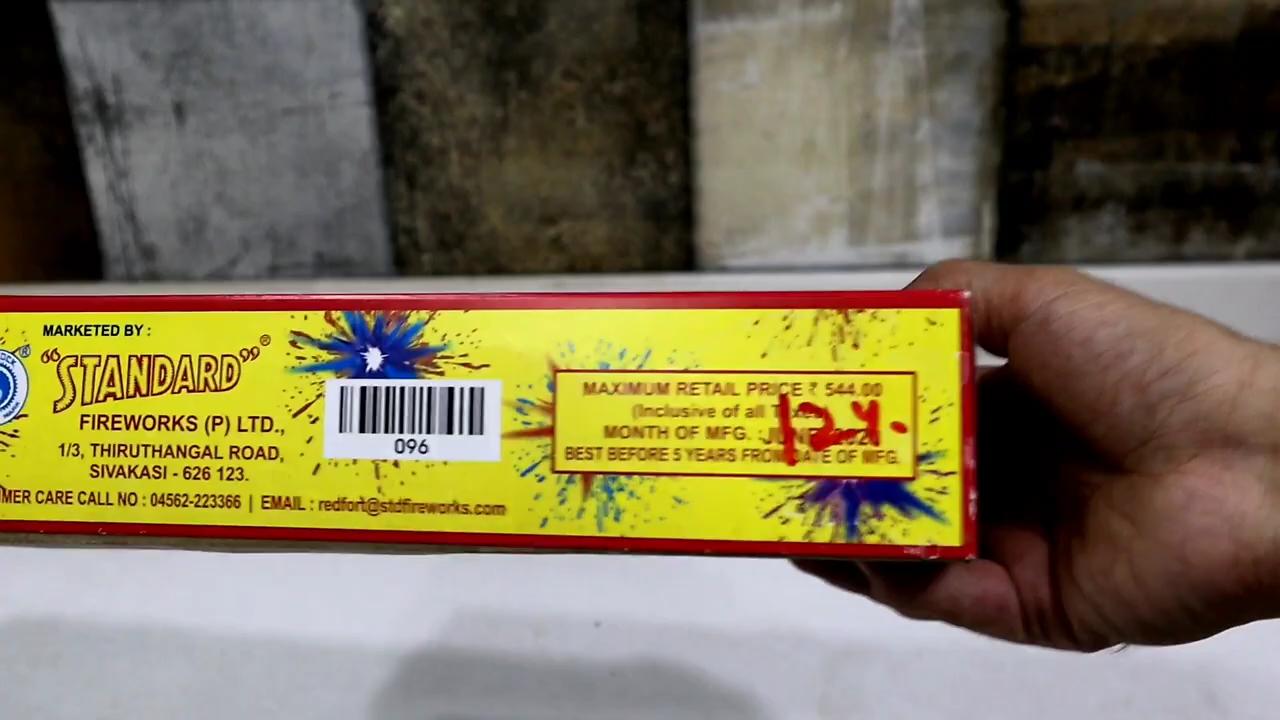 MARKETED BY :
"STANDARD"®
FIREWORKS (P) LTD.,
1/3, THIRUTHANGAL ROAD,
SIVAKASI - 626 123.
MER CARE CALL NO : 04562-223366 | EMAIL : redfort@stdfireworks.com
096
MAXIMUM RETAIL PRICE ₹ 544.00
(Inclusive of all
MONTH OF MFG. :
BEST BEFORE 5 YEARS FROM DATE OF MFG.